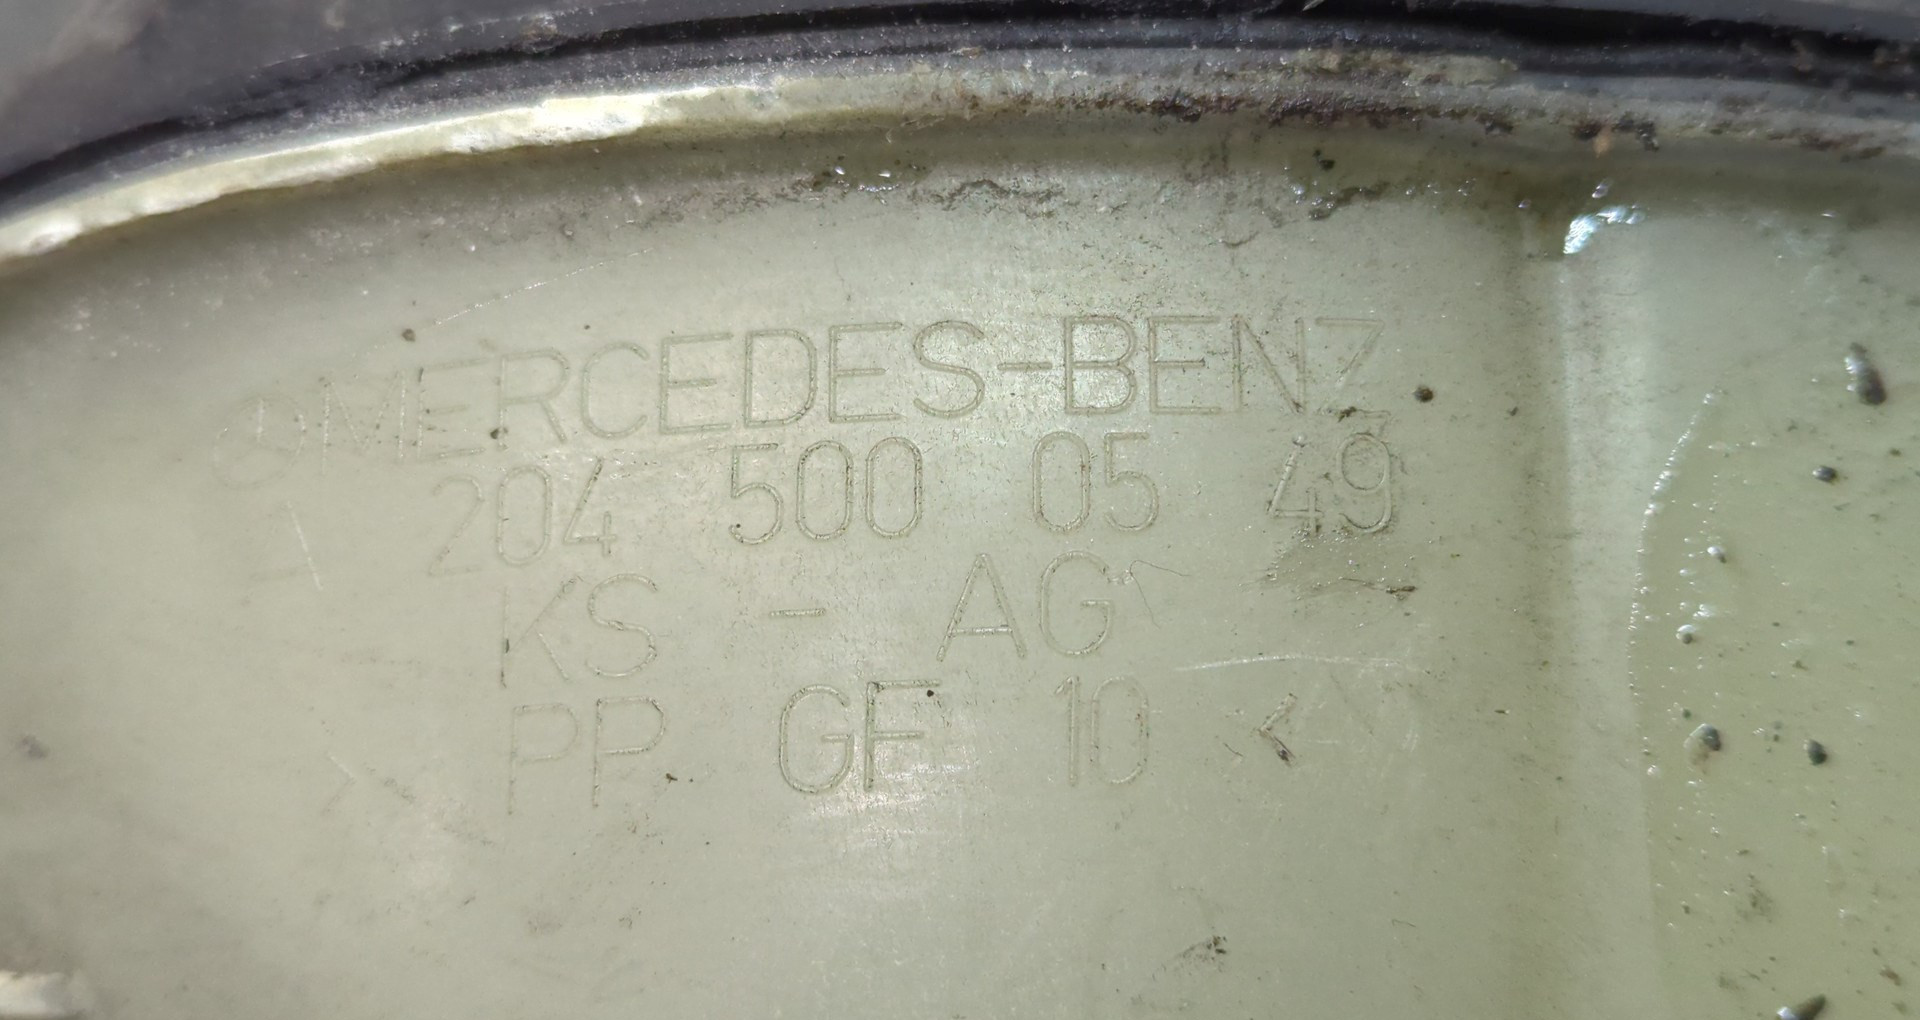 MERCEDES-BENZ
204 500 05 49
KS - AG
PP GF 10 <